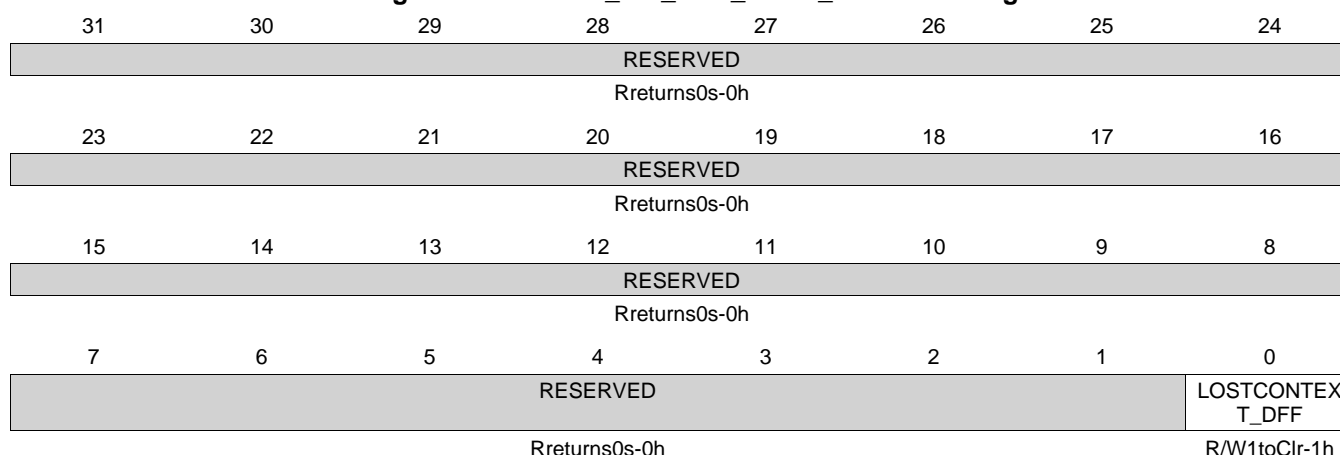 31 30 29 28 27 26 25 24
RESERVED
Rreturns0s-0h
23 22 21 20 19 18 17 16
RESERVED
Rreturns0s-0h
15 14 13 12 11 10 9 8
RESERVED
Rreturns0s-0h
7 6 5 4 3 2 1 0
RESERVED LOSTCONTEX
T_DFF
Rreturns0s-0h R/W1toClr-1h